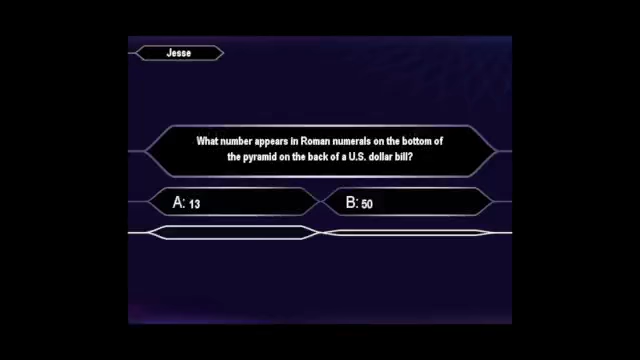 Jesse
What number appears in Roman numerals on the bottom of
the pyramid on the back of a U.S. dollar bill?
A: 13
B: 50